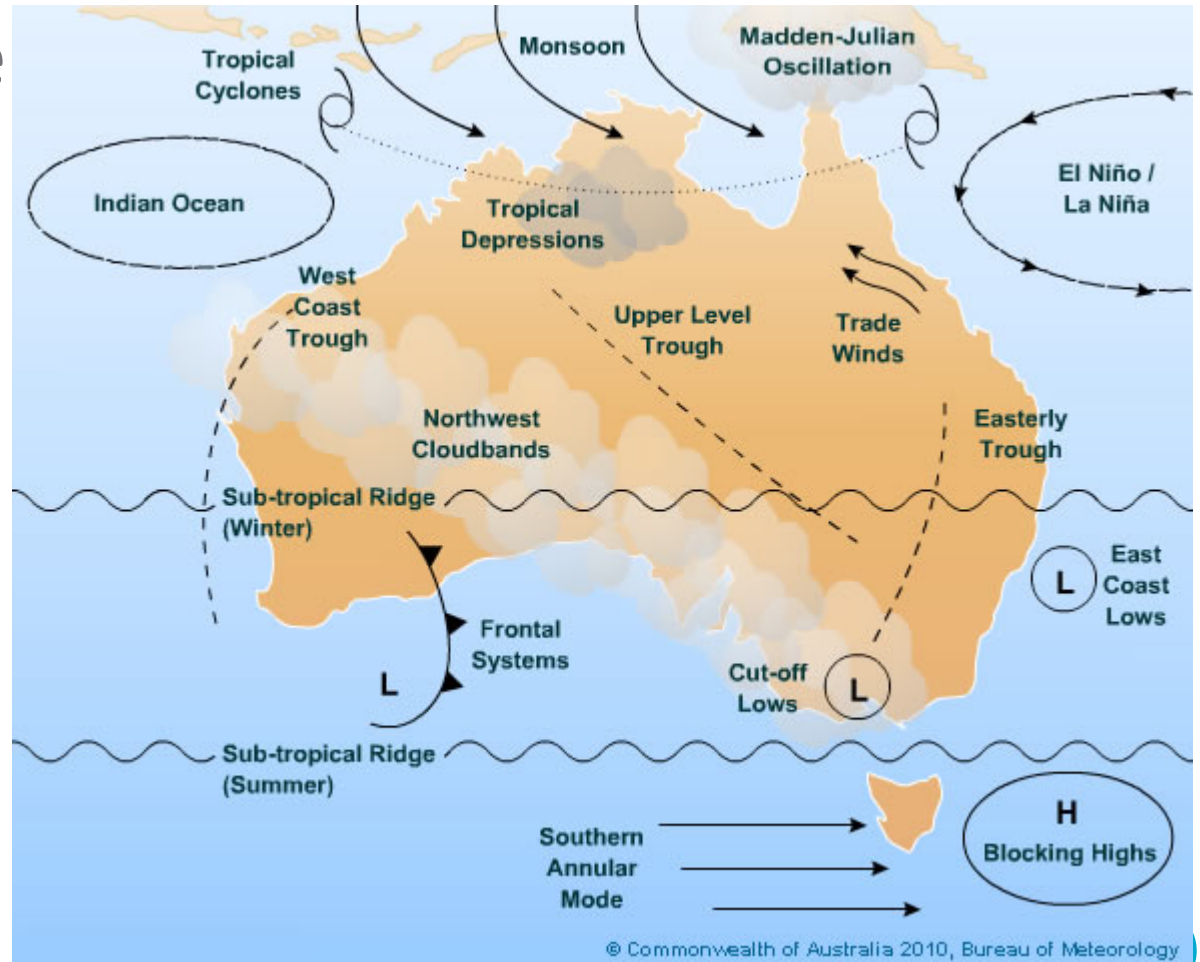 e
Tropical
Cyclones
Monsoon
Madden-Julian
Oscillation
Indian Ocean
El Niño /
La Niña
Tropical
Depressions
West
Coast
Trough
Upper Level
Trough
Trade
Winds
Northwest
Cloudbands
Easterly
Trough
Sub-tropical Ridge
(Winter)
L
East
Coast
Lows
Frontal
Systems
L
Cut-off
Lows
L
Sub-tropical Ridge
(Summer)
Southern
Annular
Mode
H
Blocking Highs
© Commonwealth of Australia 2010, Bureau of Meteorology